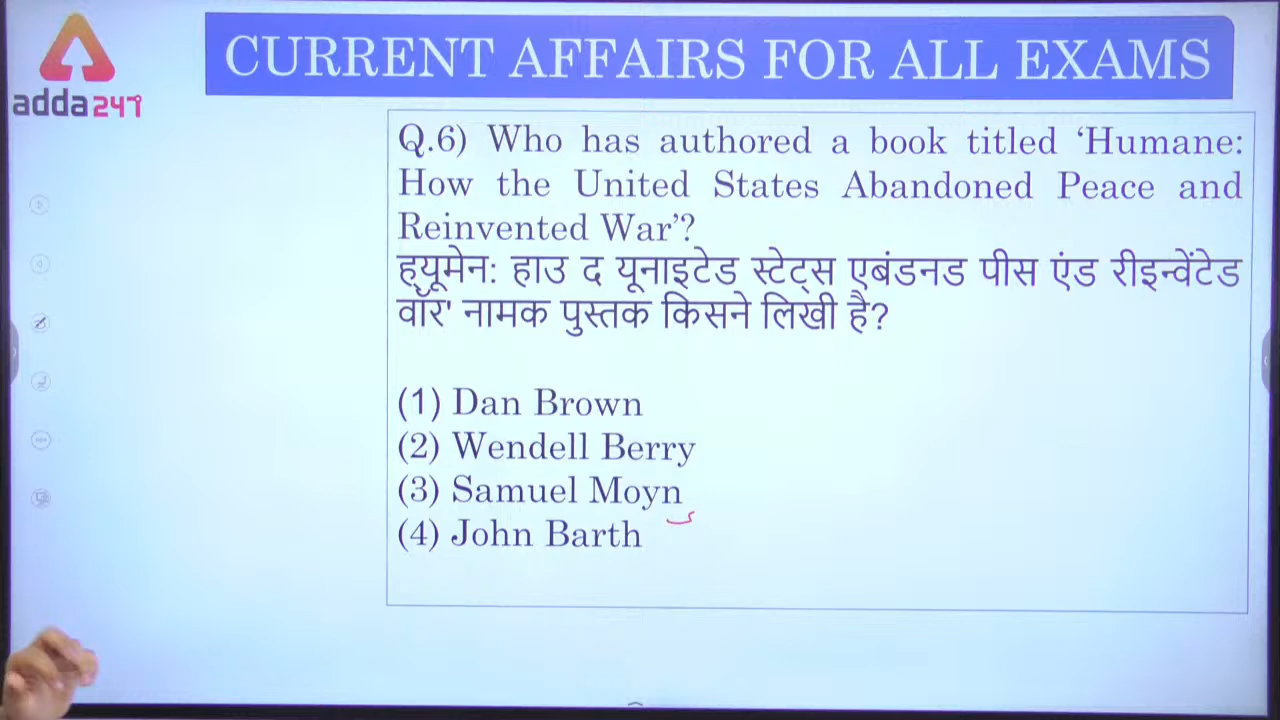 CURRENT AFFAIRS FOR ALL EXAMS
adda247
Q.6) Who has authored a book titled ‘Humane:
How the United States Abandoned Peace and
Reinvented War’?
ह्यूमेन: हाउ द यूनाइटेड स्टेट्स एबंडनड पीस एंड रीइन्वेंटेड
वॉर' नामक पुस्तक किसने लिखी है?
(1) Dan Brown
(2) Wendell Berry
(3) Samuel Moyn
(4) John Barth